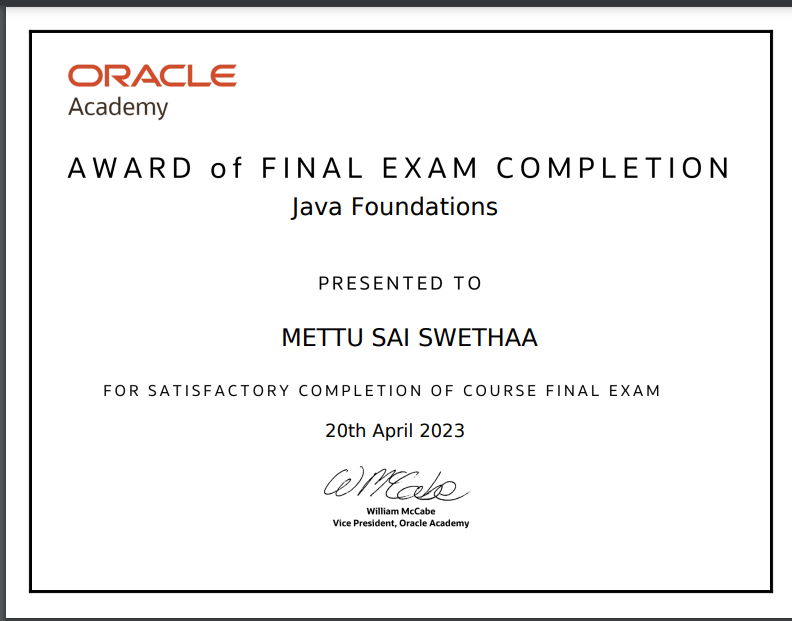 ORACLE
Academy
AWARD of FINAL EXAM COMPLETION
Java Foundations
PRESENTED TO
METTU SAI SWETHAA
FOR SATISFACTORY COMPLETION OF COURSE FINAL EXAM
20th April 2023
WMcCabe
William McCabe
Vice President, Oracle Academy